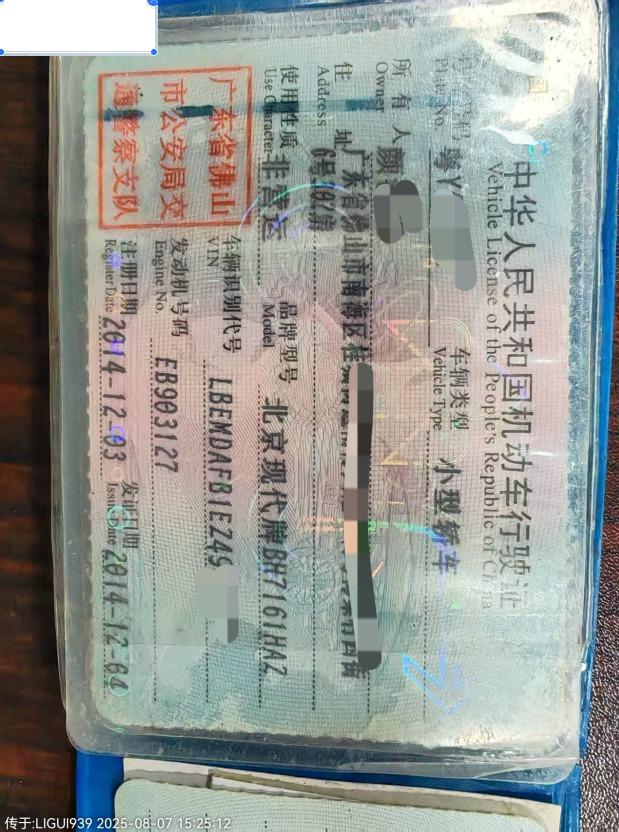 中华人民共和国机动车行驶证
Vehicle License of the People's Republic of China
号牌号码 粤Y 车辆类型 小型轿车
Plate No. Vehicle Type
所有人 颜
Owner
住址 广东省佛山市南海区桂
Address
使用性质 非营运 品牌型号 北京现代牌BH7161HAZ
Use Character Model
车辆识别代号 LBEMDAFB1EZ49
VIN
发动机号码 EB903127
Engine No.
注册日期 2014-12-03 发证日期 2014-12-04
Register Date Issue Date
广东省佛山
市公安局交
通警察支队
传于:LIGUI939 2025-08-07 15:25:12